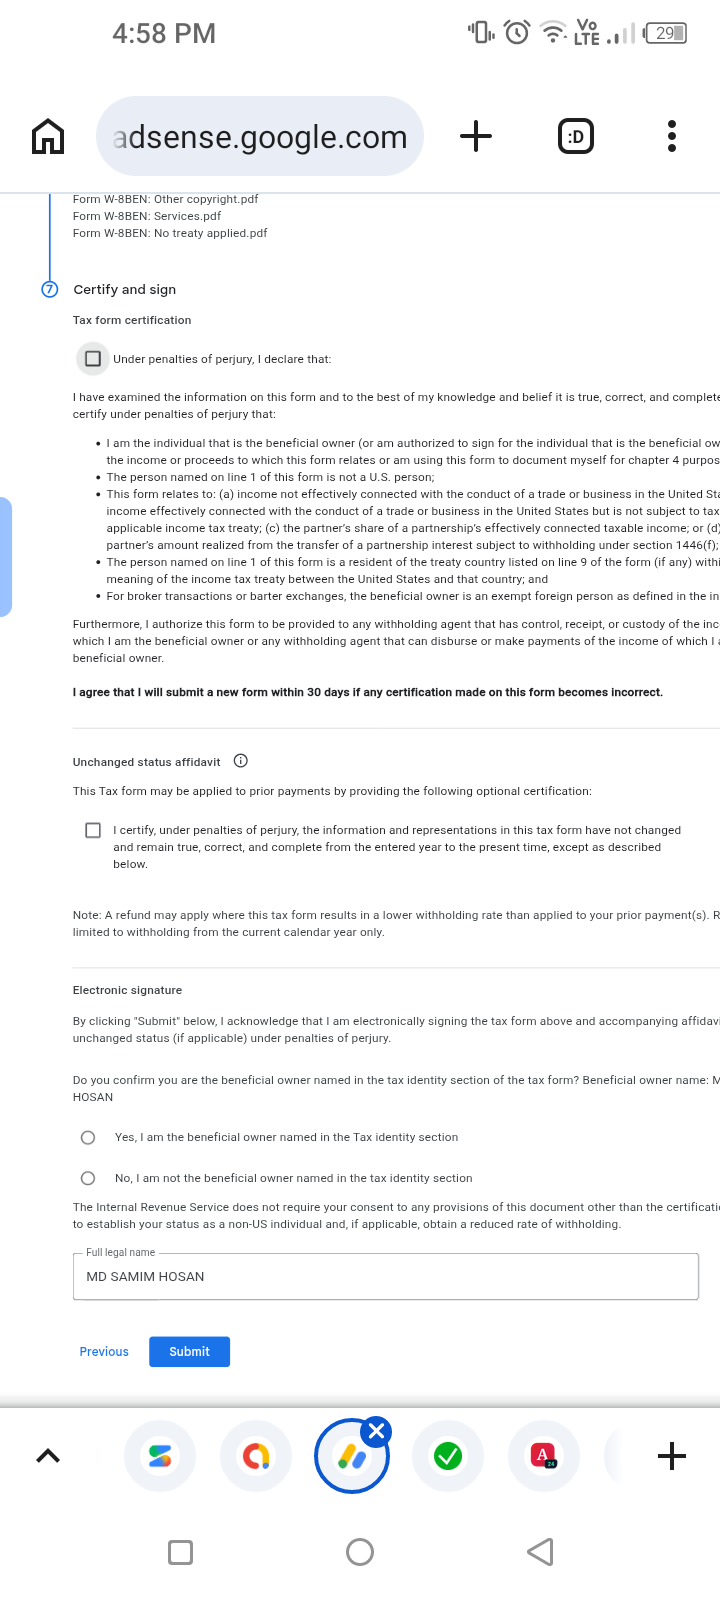 4:58 PM
Vo
LTE
29
adsense.google.com
:D
Form W-8BEN: Other copyright.pdf
Form W-8BEN: Services.pdf
Form W-8BEN: No treaty applied.pdf
7
Certify and sign
Tax form certification
Under penalties of perjury, I declare that:
I have examined the information on this form and to the best of my knowledge and belief it is true, correct, and complete
certify under penalties of perjury that:
• I am the individual that is the beneficial owner (or am authorized to sign for the individual that is the beneficial ow
the income or proceeds to which this form relates or am using this form to document myself for chapter 4 purpos
• The person named on line 1 of this form is not a U.S. person;
• This form relates to: (a) income not effectively connected with the conduct of a trade or business in the United Sta
income effectively connected with the conduct of a trade or business in the United States but is not subject to tax
applicable income tax treaty; (c) the partner's share of a partnership's effectively connected taxable income; or (d)
partner's amount realized from the transfer of a partnership interest subject to withholding under section 1446(f);
• The person named on line 1 of this form is a resident of the treaty country listed on line 9 of the form (if any) withi
meaning of the income tax treaty between the United States and that country; and
• For broker transactions or barter exchanges, the beneficial owner is an exempt foreign person as defined in the in
Furthermore, I authorize this form to be provided to any withholding agent that has control, receipt, or custody of the inc
which I am the beneficial owner or any withholding agent that can disburse or make payments of the income of which I a
beneficial owner.
I agree that I will submit a new form within 30 days if any certification made on this form becomes incorrect.
Unchanged status affidavit
This Tax form may be applied to prior payments by providing the following optional certification:
I certify, under penalties of perjury, the information and representations in this tax form have not changed
and remain true, correct, and complete from the entered year to the present time, except as described
below.
Note: A refund may apply where this tax form results in a lower withholding rate than applied to your prior payment(s). R
limited to withholding from the current calendar year only.
Electronic signature
By clicking "Submit" below, I acknowledge that I am electronically signing the tax form above and accompanying affidavi
unchanged status (if applicable) under penalties of perjury.
Do you confirm you are the beneficial owner named in the tax identity section of the tax form? Beneficial owner name: M
HOSAN
Yes, I am the beneficial owner named in the Tax identity section
No, I am not the beneficial owner named in the tax identity section
The Internal Revenue Service does not require your consent to any provisions of this document other than the certificatio
to establish your status as a non-US individual and, if applicable, obtain a reduced rate of withholding.
Full legal name
MD SAMIM HOSAN
Previous
Submit
A
24